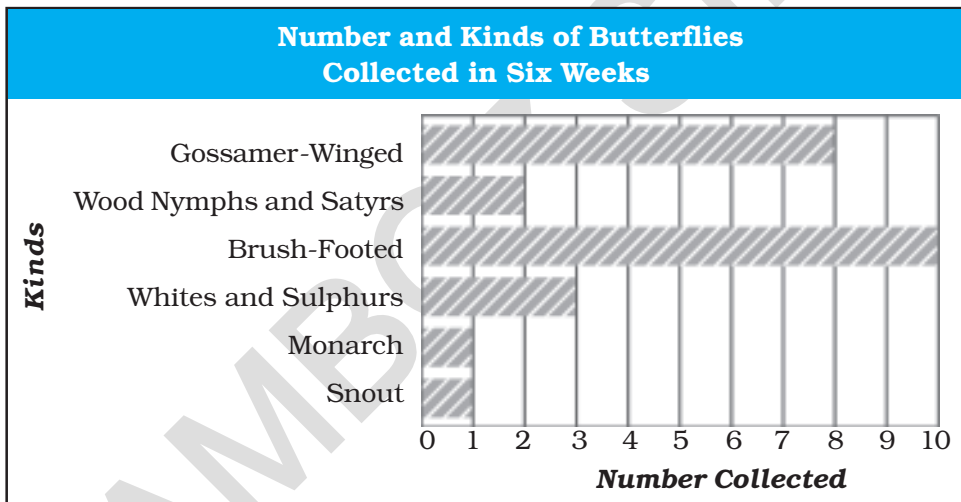 Number and Kinds of Butterflies
Collected in Six Weeks
Kinds
Gossamer-Winged
Wood Nymphs and Satyrs
Brush-Footed
Whites and Sulphurs
Monarch
Snout
0 1 2 3 4 5 6 7 8 9 10
Number Collected